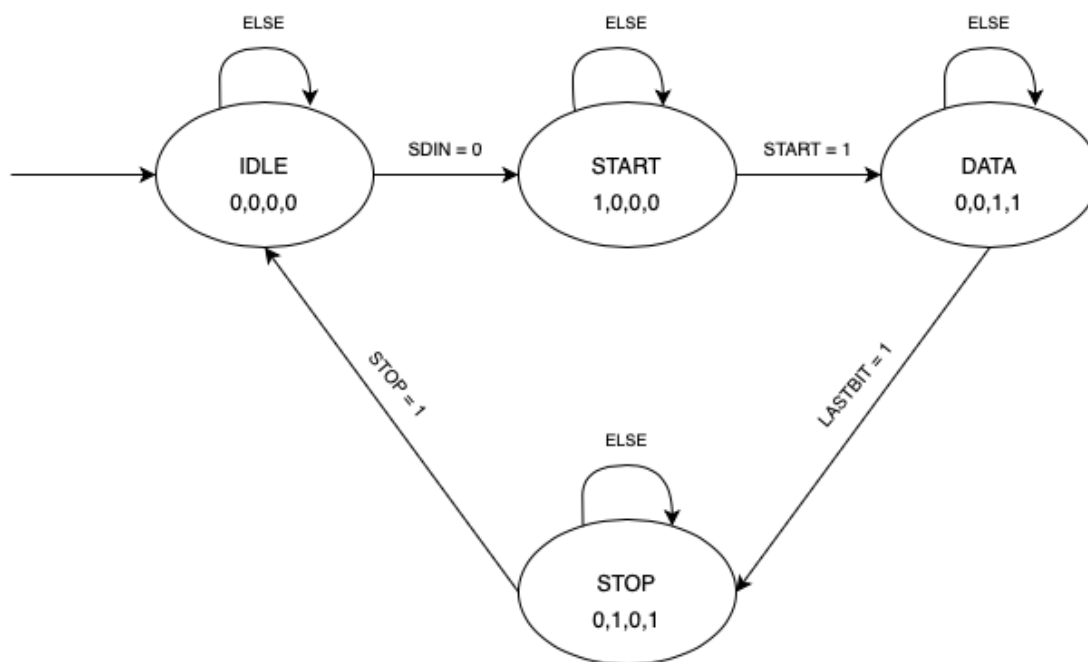 ELSE
ELSE
ELSE
IDLE
0,0,0,0
SDIN = 0
START
1,0,0,0
START = 1
DATA
0,0,1,1
STOP = 1
LASTBIT = 1
ELSE
STOP
0,1,0,1